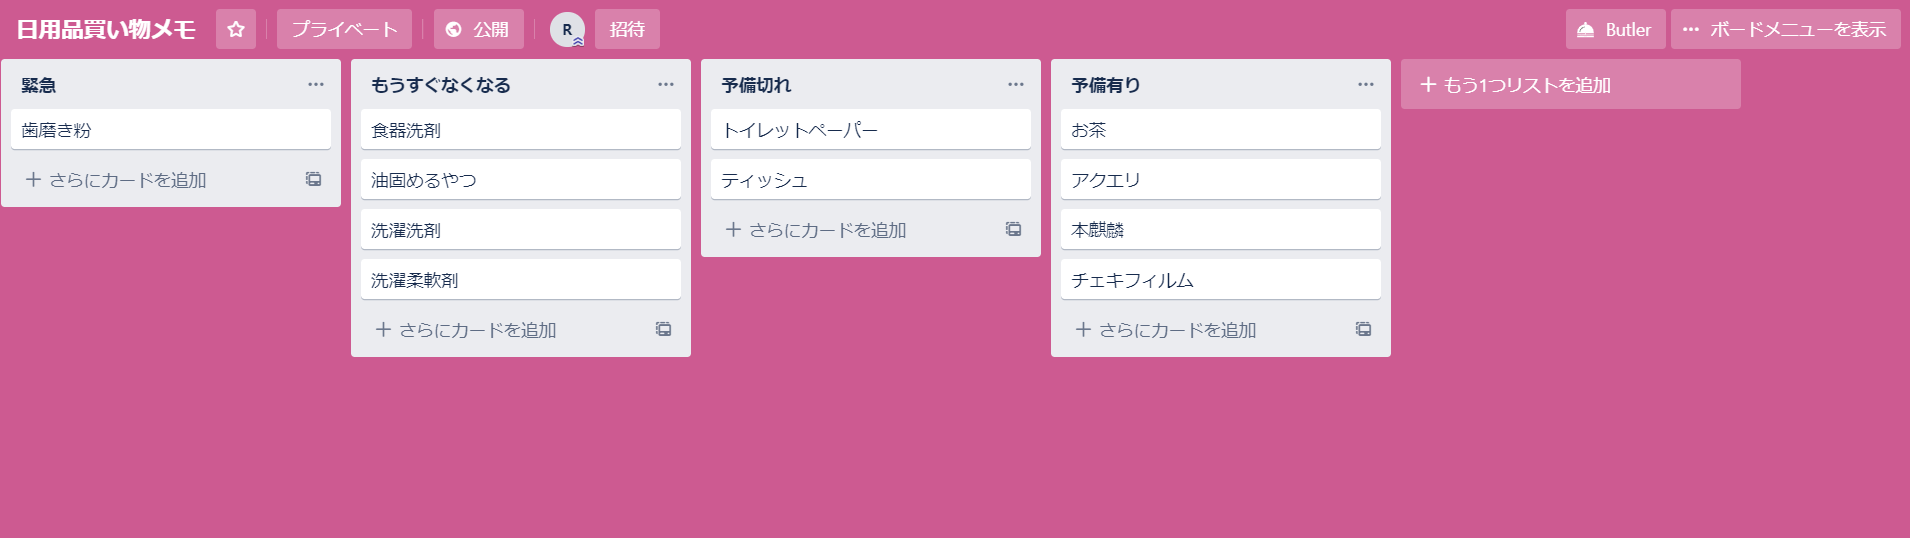 日用品買い物メモ
プライベート
公開
R
招待
Butler
ボードメニューを表示
緊急
歯磨き粉
さらにカードを追加
もうすぐなくなる
食器洗剤
油固めるやつ
洗濯洗剤
洗濯柔軟剤
さらにカードを追加
予備切れ
トイレットペーパー
ティッシュ
さらにカードを追加
予備有り
お茶
アクエリ
本麒麟
チェキフィルム
さらにカードを追加
もう1つリストを追加